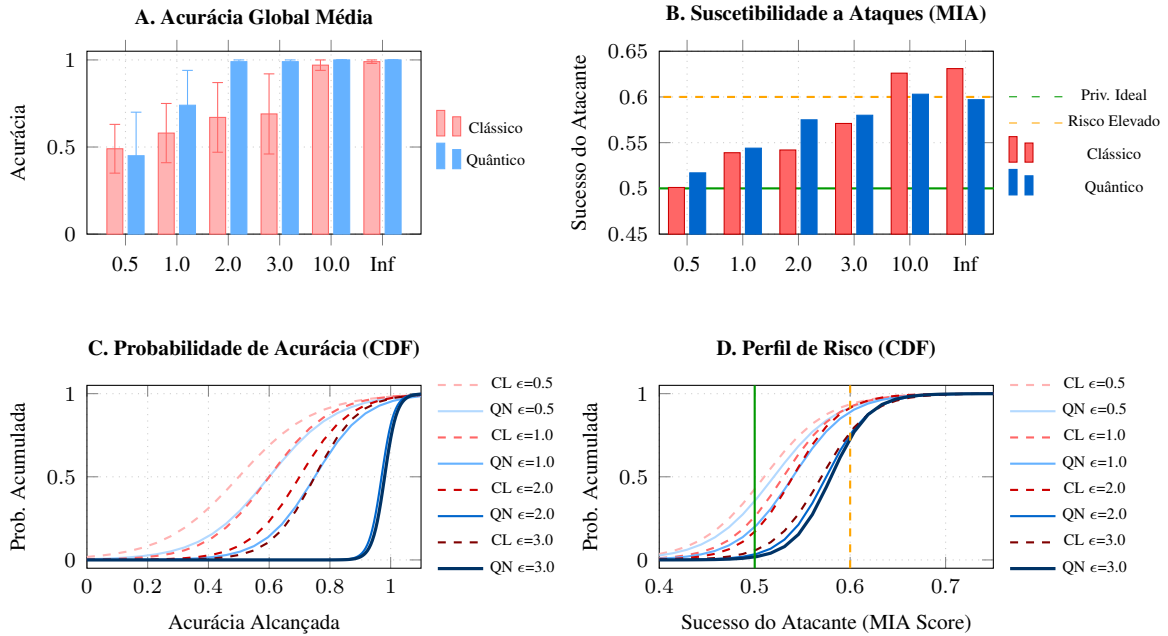 A. Acurácia Global Média
Acurácia
1
0.5
0
0.5 1.0 2.0 3.0 10.0 Inf
Clássico
Quântico
B. Suscetibilidade a Ataques (MIA)
Sucesso do Atacante
0.65
0.6
0.55
0.5
0.45
0.5 1.0 2.0 3.0 10.0 Inf
Priv. Ideal
Risco Elevado
Clássico
Quântico
C. Probabilidade de Acurácia (CDF)
Prob. Acumulada
1
0.5
0
0 0.2 0.4 0.6 0.8 1
Acurácia Alcançada
CL ϵ=0.5
QN ϵ=0.5
CL ϵ=1.0
QN ϵ=1.0
CL ϵ=2.0
QN ϵ=2.0
CL ϵ=3.0
QN ϵ=3.0
D. Perfil de Risco (CDF)
Prob. Acumulada
1
0.5
0
0.4 0.5 0.6 0.7
Sucesso do Atacante (MIA Score)
CL ϵ=0.5
QN ϵ=0.5
CL ϵ=1.0
QN ϵ=1.0
CL ϵ=2.0
QN ϵ=2.0
CL ϵ=3.0
QN ϵ=3.0